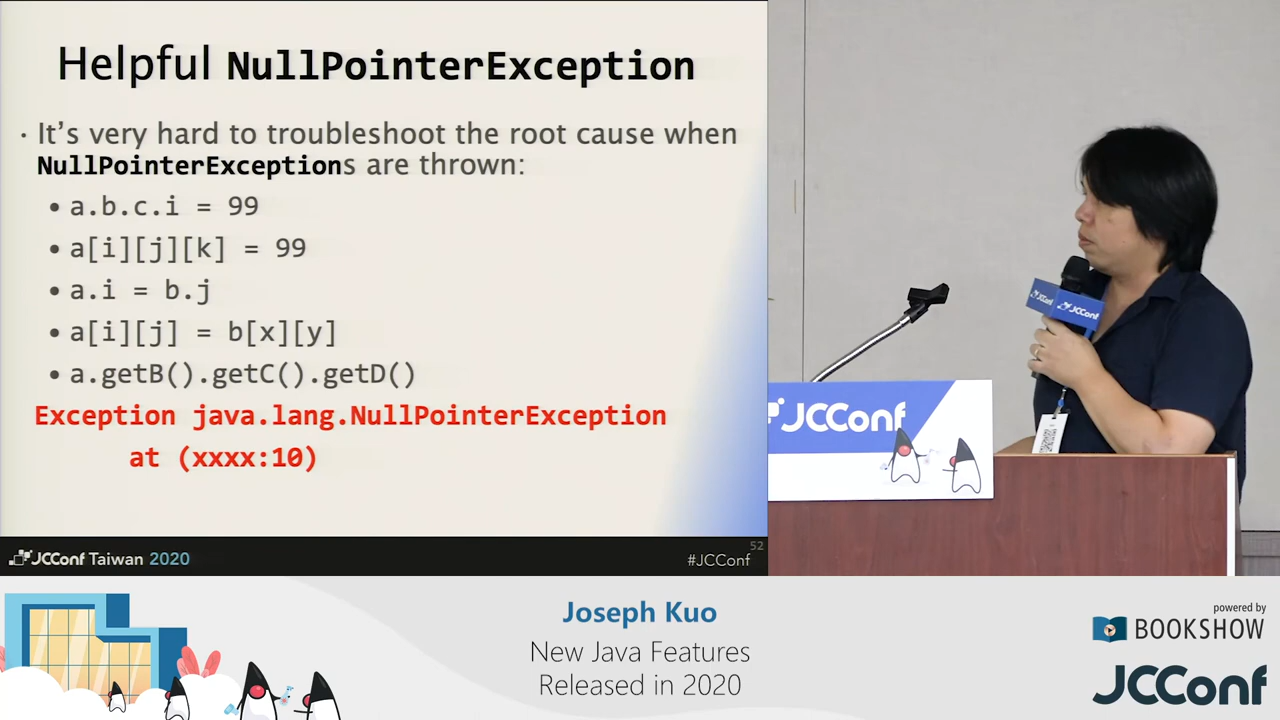 Helpful NullPointerException
· It's very hard to troubleshoot the root cause when
NullPointerExceptions are thrown:
• a.b.c.i = 99
• a[i][j][k] = 99
• a.i = b.j
• a[i][j] = b[x][y]
• a.getB().getC().getD()
Exception java.lang.NullPointerException
at (xxxx:10)
JCConf Taiwan 2020
#JCConf
52
JCConf
JCConf
JCConf
Joseph Kuo
New Java Features
Released in 2020
powered by
BOOKSHOW
JCConf